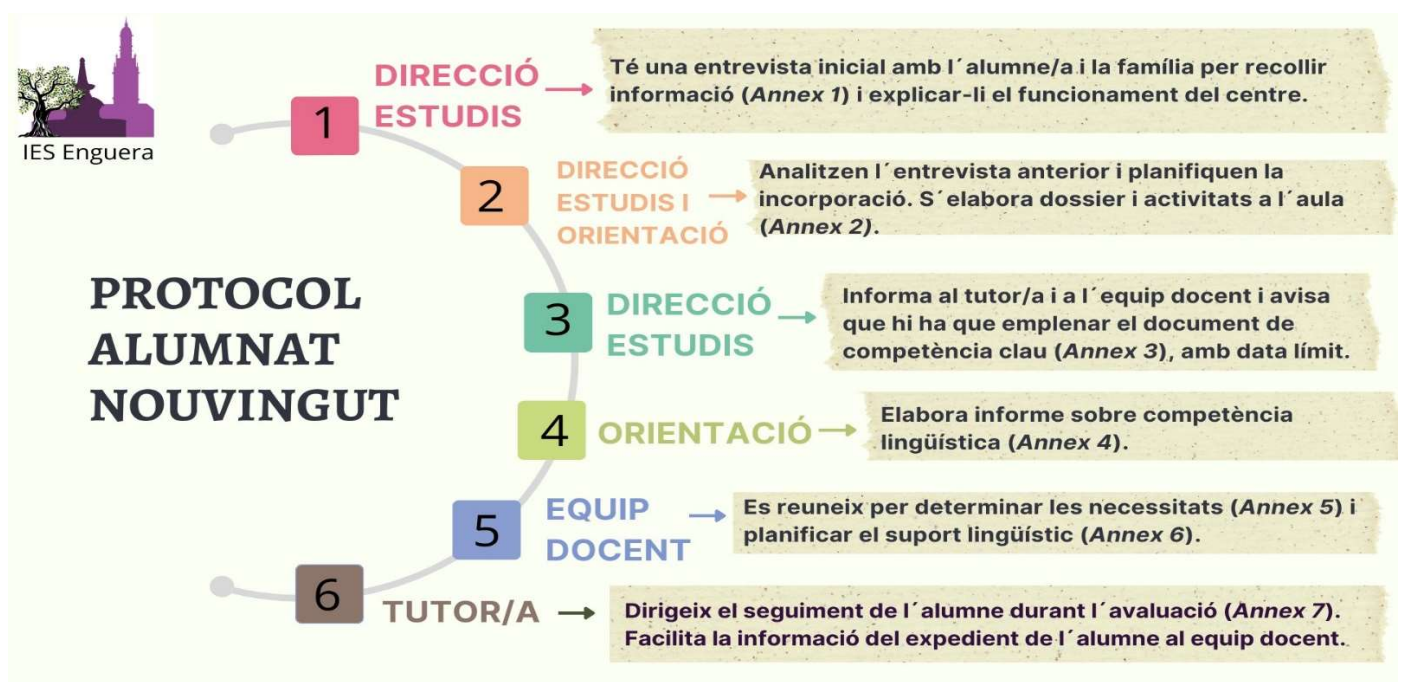 IES Enguera
PROTOCOL
ALUMNAT
NOUVINGUT
1
DIRECCIÓ
ESTUDIS
Té una entrevista inicial amb l´alumne/a i la família per recollir
informació (Annex 1) i explicar-li el funcionament del centre.
2
DIRECCIÓ
ESTUDIS I
ORIENTACIÓ
Analitzen l´entrevista anterior i planifiquen la
incorporació. S´elabora dossier i activitats a l´aula
(Annex 2).
3
DIRECCIÓ
ESTUDIS
Informa al tutor/a i a l´equip docent i avisa
que hi ha que emplenar el document de
competència clau (Annex 3), amb data límit.
4
ORIENTACIÓ
Elabora informe sobre competència
lingüística (Annex 4).
5
EQUIP
DOCENT
Es reuneix per determinar les necessitats (Annex 5) i
planificar el suport lingüístic (Annex 6).
6
TUTOR/A
Dirigeix el seguiment de l´alumne durant l´avaluació (Annex 7).
Facilita la informació del expedient de l´alumne al equip docent.